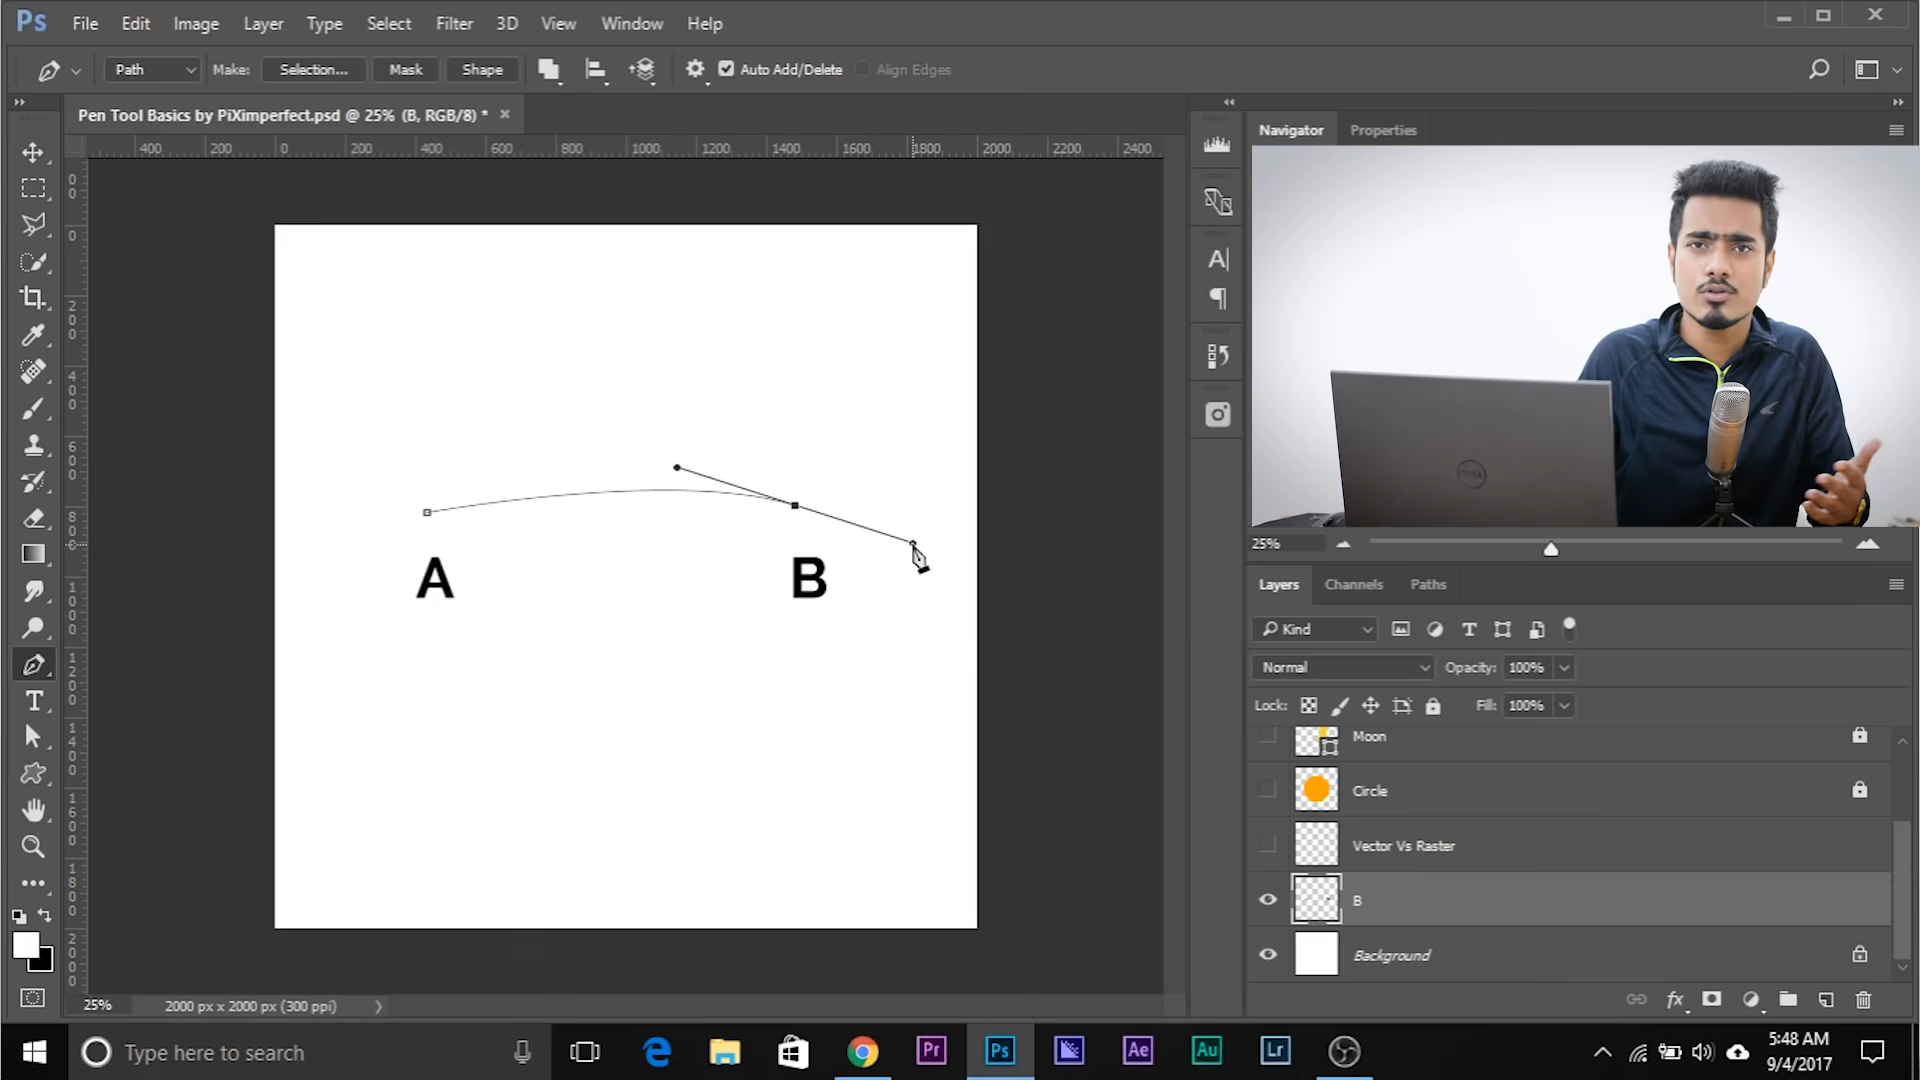 Ps File Edit Image Layer Type Select Filter 3D View Window Help
Path Make: Selection... Mask Shape Auto Add/Delete Align Edges
Pen Tool Basics by PiXimperfect.psd @ 25% (B, RGB/8) * ×
400 200 0 200 400 600 800 1000 1200 1400 1600 1800 2000 2200 2400
Navigator Properties
DELL
A B
25%
Layers Channels Paths
Kind
Normal Opacity: 100%
Lock: Fill: 100%
Moon
Circle
Vector Vs Raster
B
Background
fx
25% 2000 px x 2000 px (300 ppi)
Type here to search
Pr Ps Ae Au Lr
5:48 AM
9/4/2017